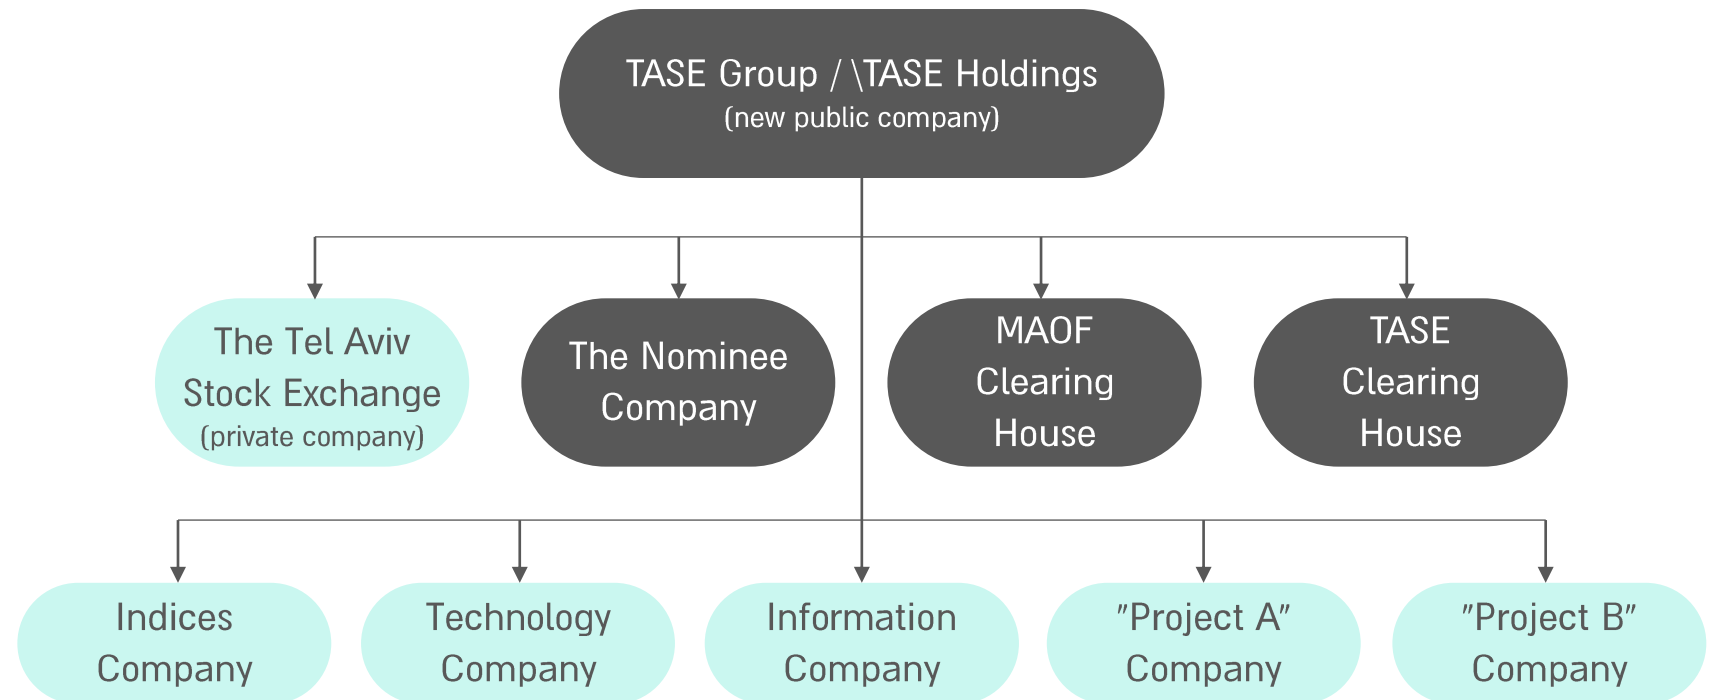 TASE Group / \TASE Holdings
(new public company)
The Tel Aviv
Stock Exchange
(private company)
The Nominee
Company
MAOF
Clearing
House
TASE
Clearing
House
Indices
Company
Technology
Company
Information
Company
"Project A"
Company
"Project B"
Company